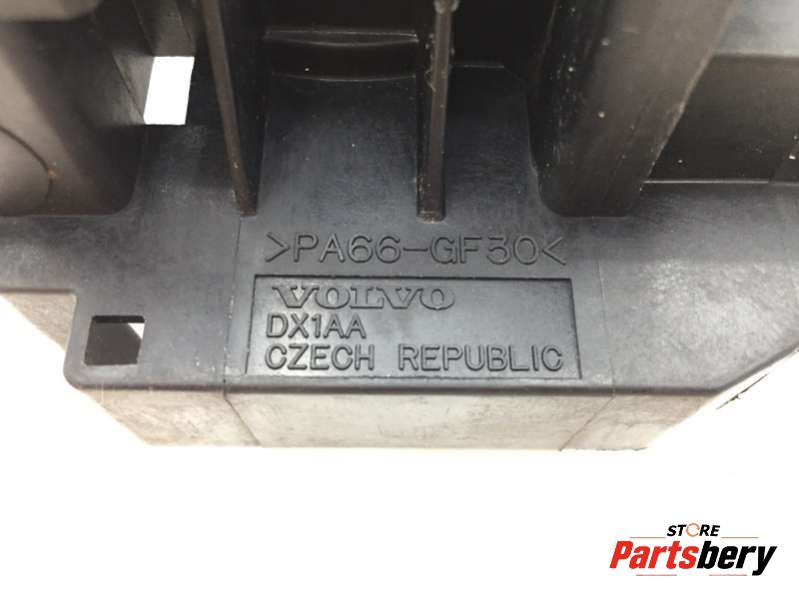 >PA66-GF30<
VOLVO
DX1AA
CZECH REPUBLIC
STORE
Partsbery